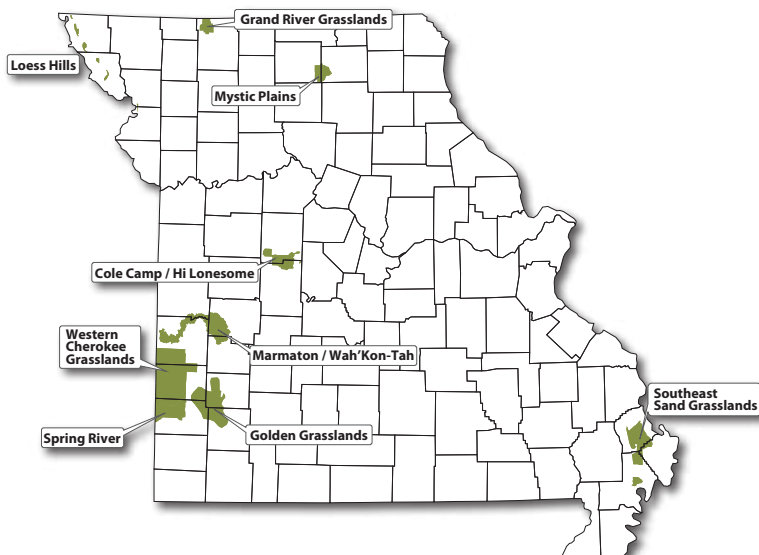 Grand River Grasslands
Loess Hills
Mystic Plains
Cole Camp / Hi Lonesome
Western
Cherokee
Grasslands
Marmaton / Wah'Kon-Tah
Southeast
Sand Grasslands
Spring River
Golden Grasslands